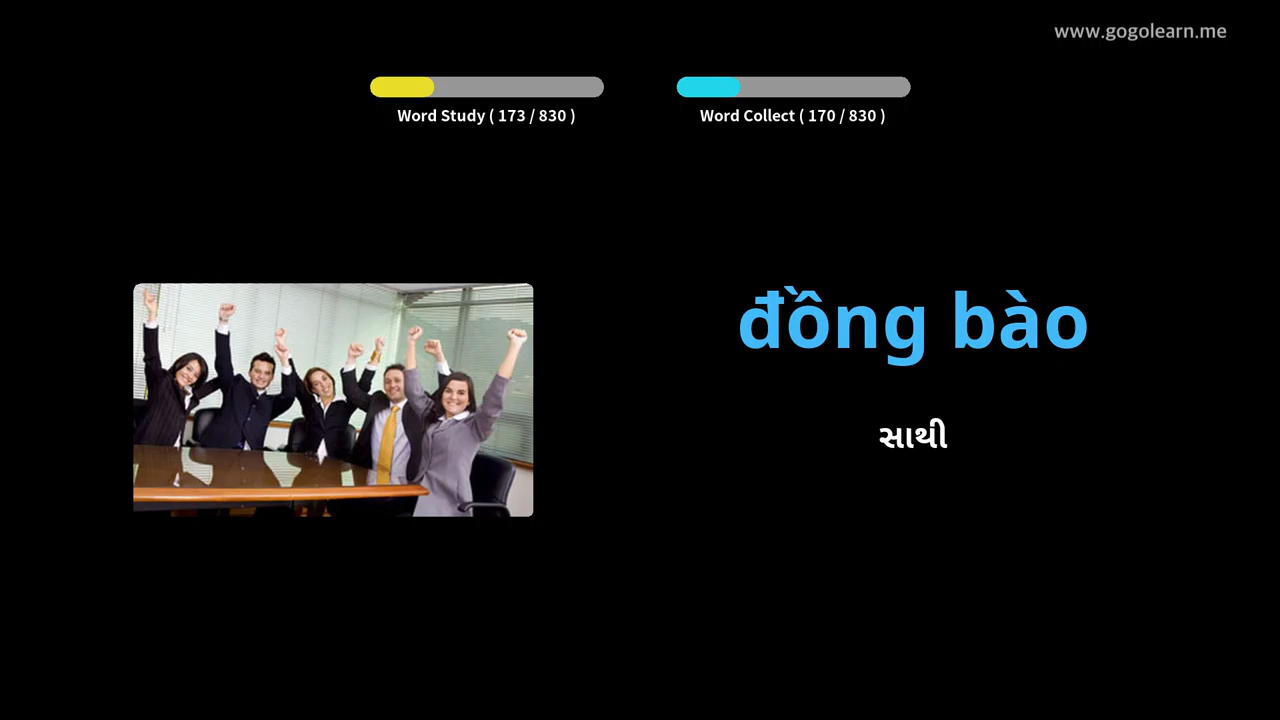 www.gogolearn.me
Word Study ( 173 / 830 )
Word Collect ( 170 / 830 )
đồng bào
સાથી